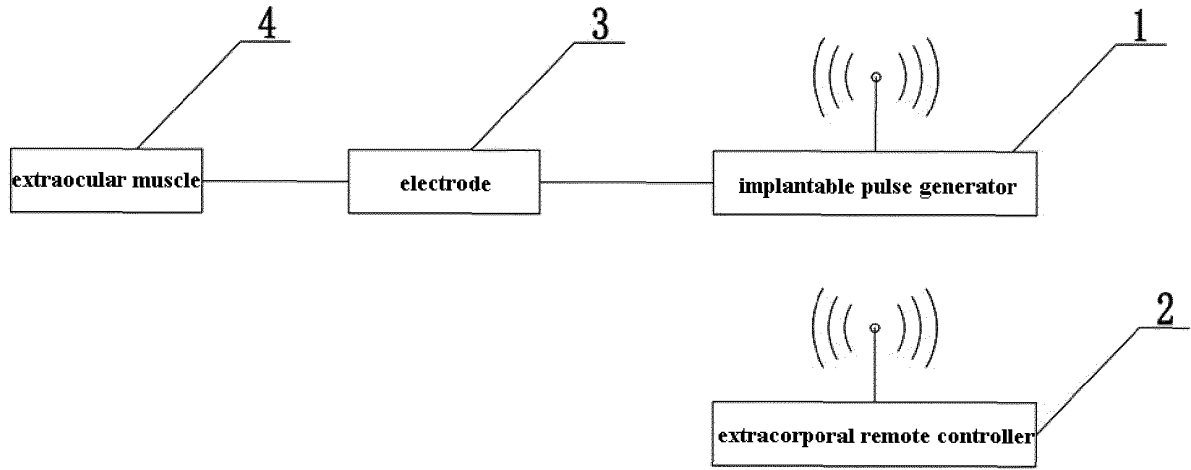 4
3
1
extraocular muscle
electrode
implantable pulse generator
2
extracorporal remote controller